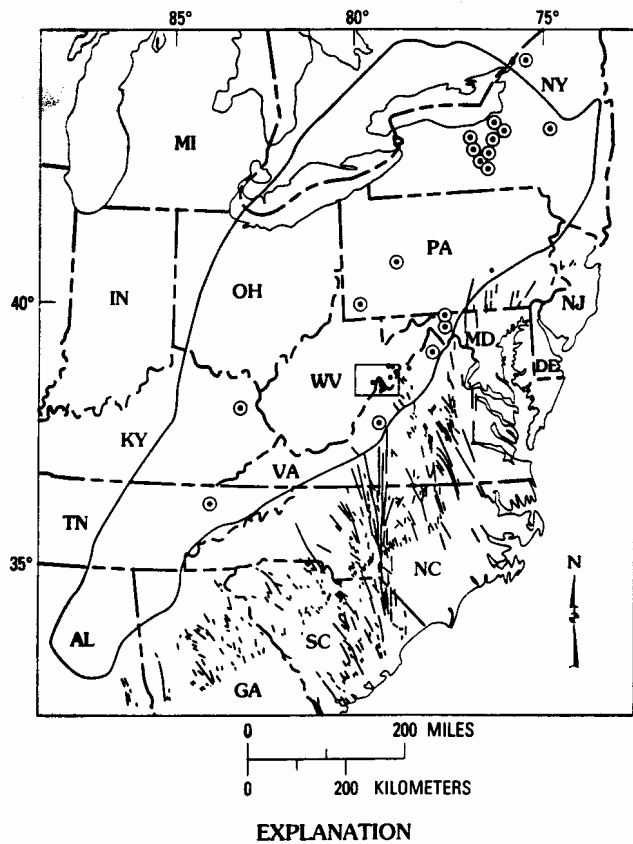 85° 80° 75°
NY
MI
PA
IN
OH
40°
NJ
MD
WV
DE
KY
VA
TN
35°
NC
N
AL
SC
GA
0 200 MILES
0 200 KILOMETERS
EXPLANATION